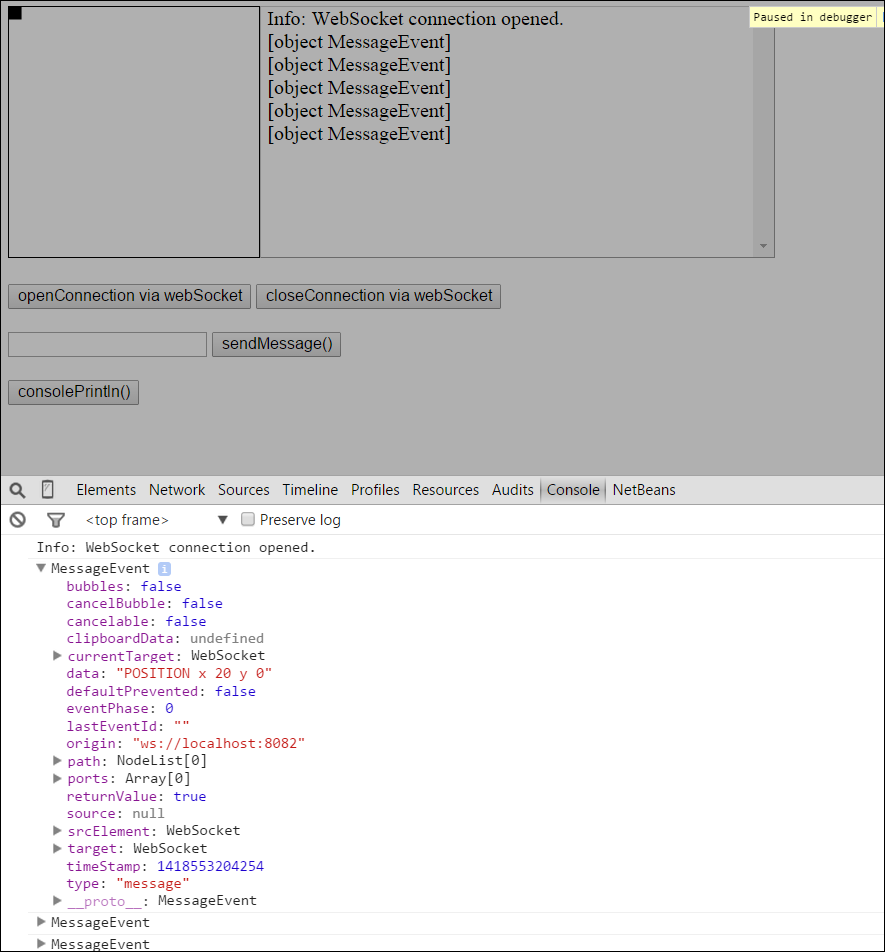 Info: WebSocket connection opened.
Paused in debugger
[object MessageEvent]
[object MessageEvent]
[object MessageEvent]
[object MessageEvent]
[object MessageEvent]
openConnection via webSocket closeConnection via webSocket
sendMessage()
consolePrintln()
Elements Network Sources Timeline Profiles Resources Audits Console NetBeans
<top frame> Preserve log
Info: WebSocket connection opened.
MessageEvent i
bubbles: false
cancelBubble: false
cancelable: false
clipboardData: undefined
currentTarget: WebSocket
data: "POSITION x 20 y 0"
defaultPrevented: false
eventPhase: 0
lastEventId: ""
origin: "ws://localhost:8082"
path: NodeList[0]
ports: Array[0]
returnValue: true
source: null
srcElement: WebSocket
target: WebSocket
timeStamp: 1418553204254
type: "message"
__proto__: MessageEvent
MessageEvent
MessageEvent